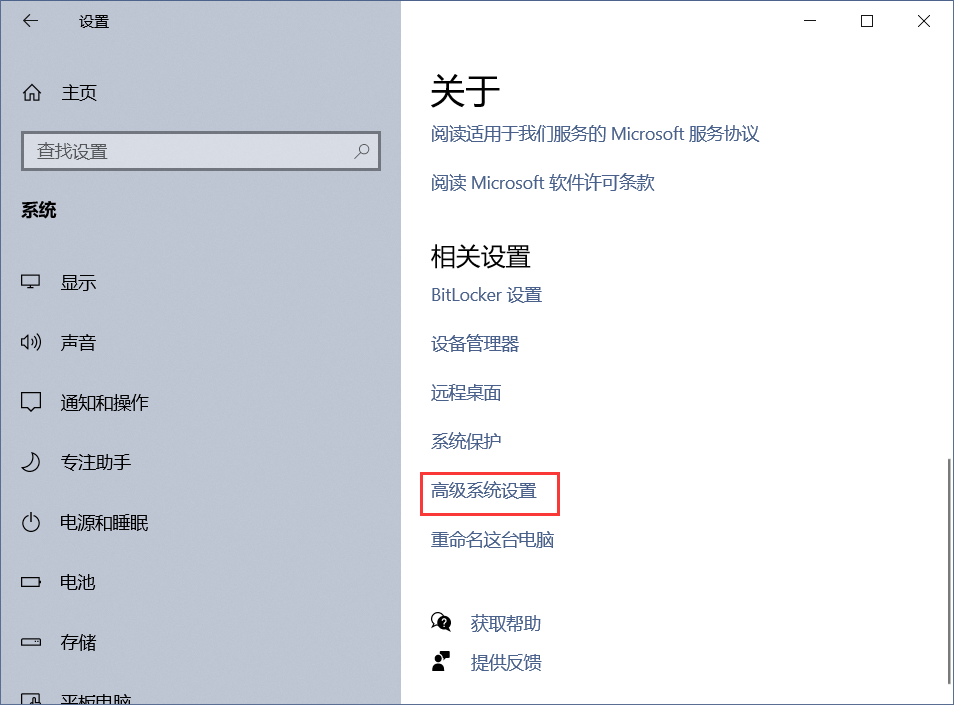 设置
主页
查找设置
系统
显示
声音
通知和操作
专注助手
电源和睡眠
电池
存储
平板电脑
关于
阅读适用于我们服务的 Microsoft 服务协议
阅读 Microsoft 软件许可条款
相关设置
BitLocker 设置
设备管理器
远程桌面
系统保护
高级系统设置
重命名这台电脑
获取帮助
提供反馈